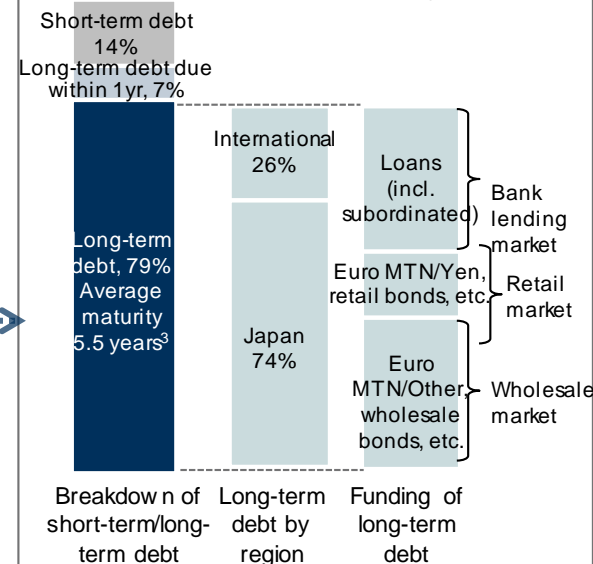 Short-term debt
14%
Long-term debt due
within 1yr, 7%
Long-term
debt, 79%
Average
maturity
5.5 years3
International
26%
Japan
74%
Loans
(incl.
subordinated)
Euro MTN/Yen,
retail bonds, etc.
Euro
MTN/Other,
wholesale
bonds, etc.
Bank
lending
market
Retail
market
Wholesale
market
Breakdown of
short-term/long-
term debt
Long-term
debt by
region
Funding of
long-term
debt